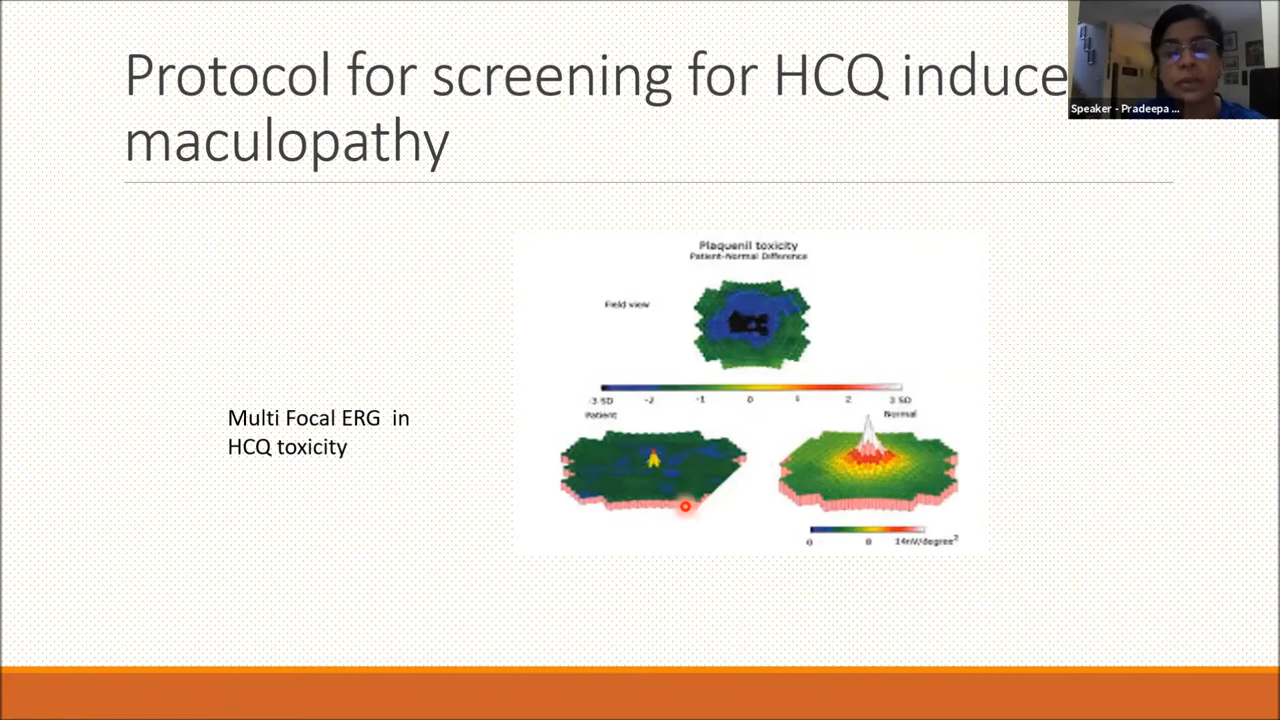 Protocol for screening for HCQ induce
maculopathy
Speaker - Pradeepa ...
Plaquenil toxicity
Patient-Normal Difference
Field view
-3 SD -2 -1 0 1 2 3 SD
Patient
Normal
Multi Focal ERG in
HCQ toxicity
0 8 14nV/degree²